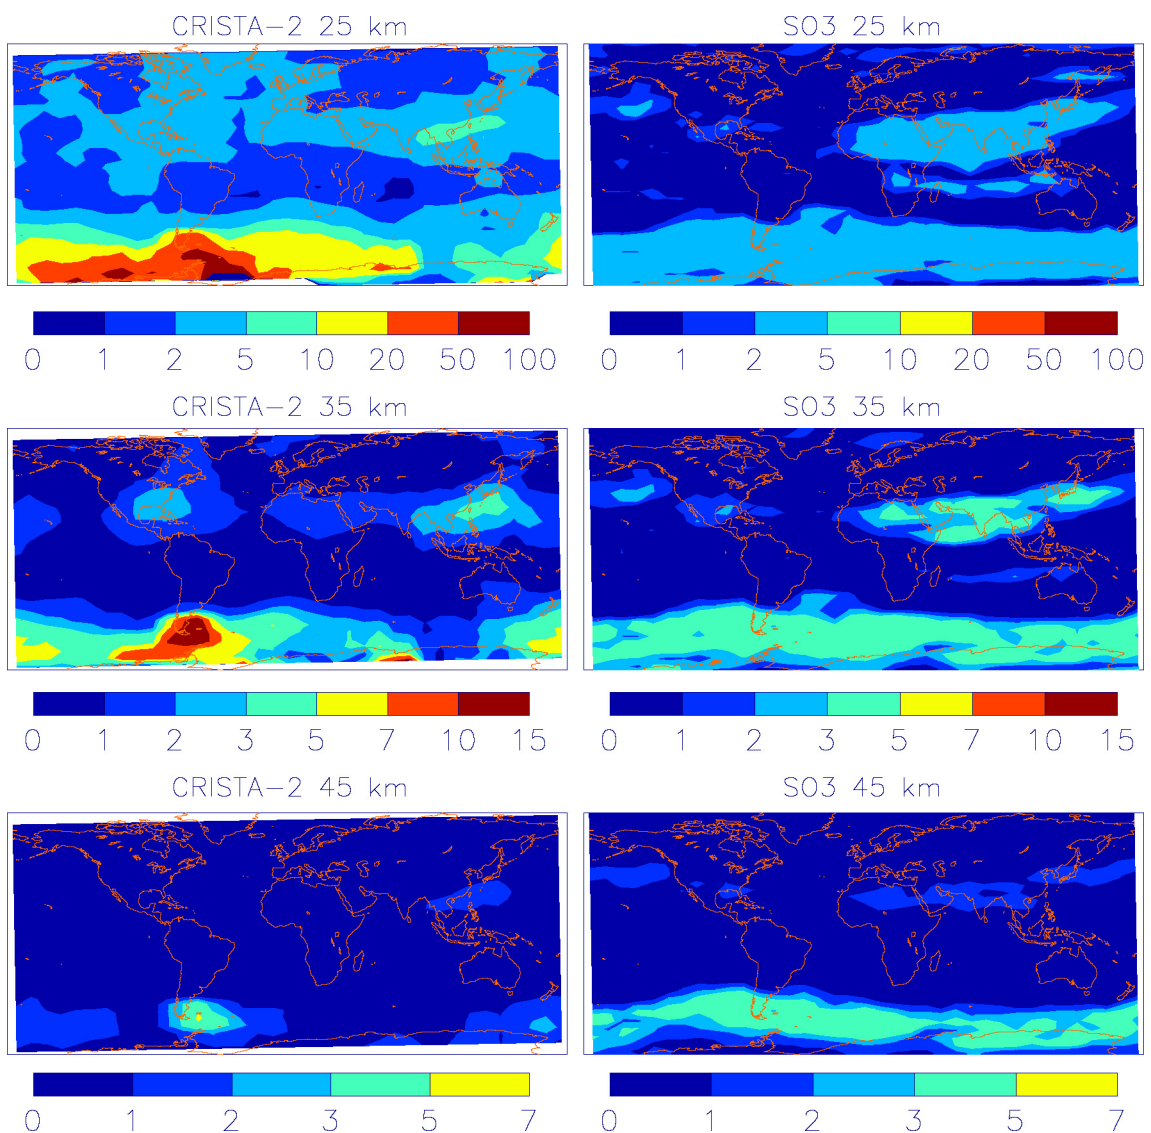 CRISTA-2 25 km
SO3 25 km
0 1 2 5 10 20 50 100
0 1 2 5 10 20 50 100
CRISTA-2 35 km
SO3 35 km
0 1 2 3 5 7 10 15
0 1 2 3 5 7 10 15
CRISTA-2 45 km
SO3 45 km
0 1 2 3 5 7
0 1 2 3 5 7